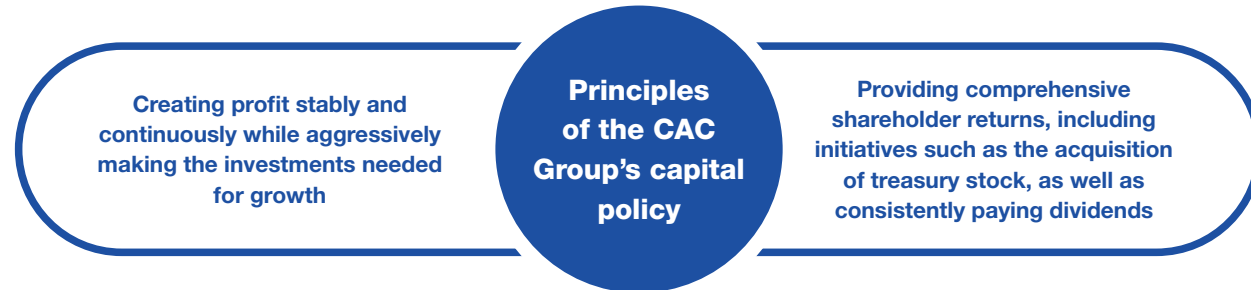 Creating profit stably and
continuously while aggressively
making the investments needed
for growth
Principles
of the CAC
Group's capital
policy
Providing comprehensive
shareholder returns, including
initiatives such as the acquisition
of treasury stock, as well as
consistently paying dividends